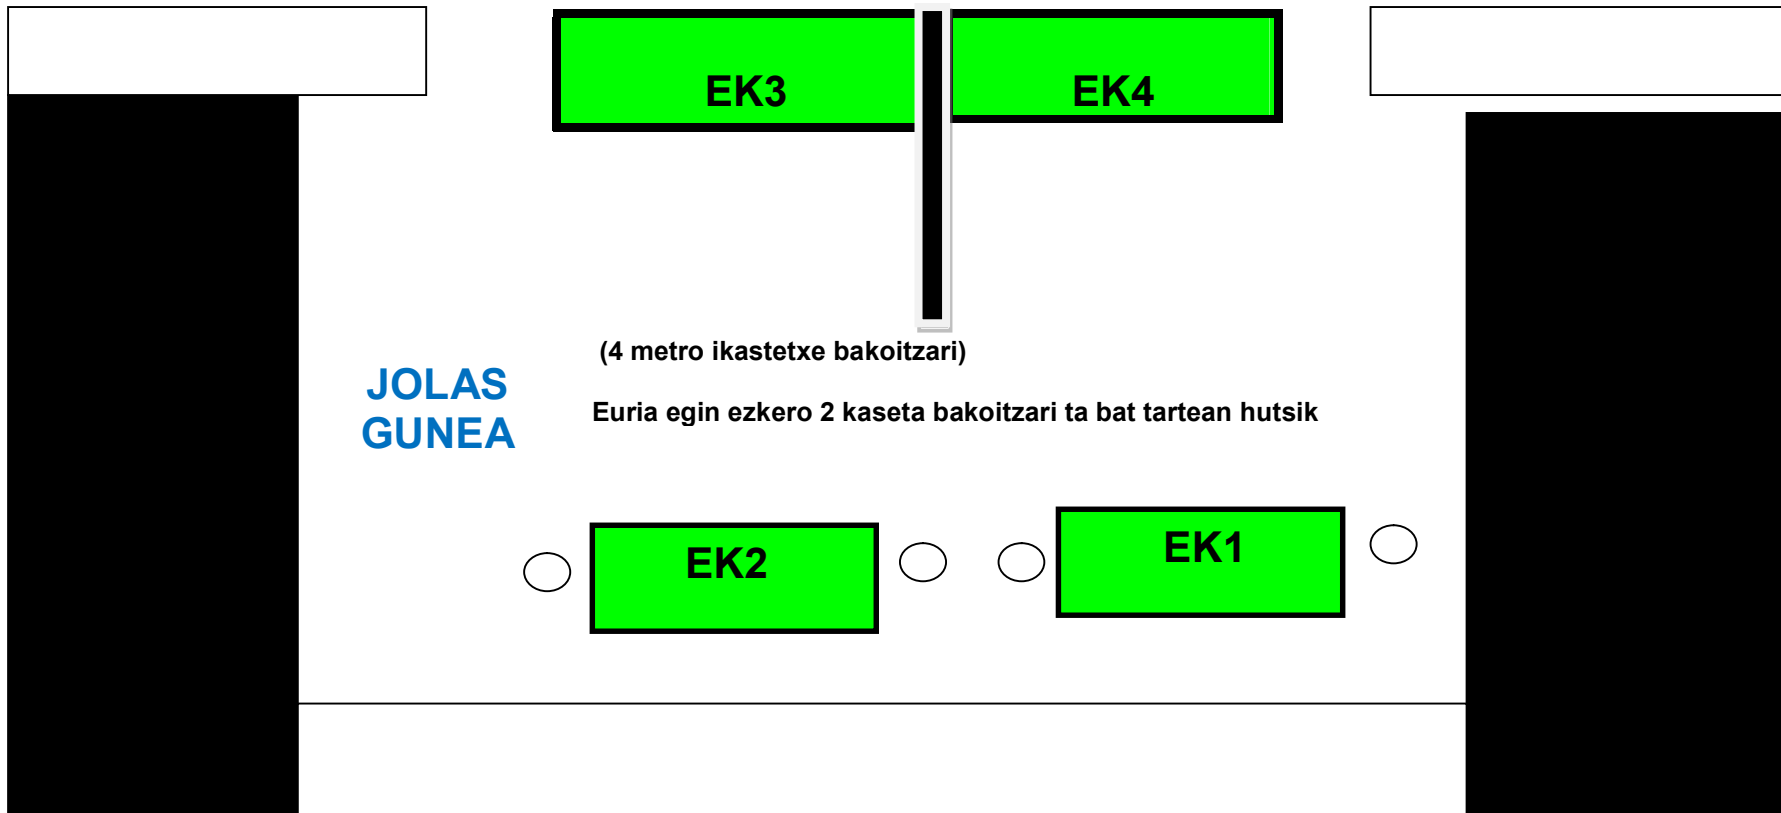 EK3
EK4
(4 metro ikastetxe bakoitzari)
JOLAS
GUNEA
Euria egin ezkero 2 kaseta bakoitzari ta bat tartean hutsik
EK2
EK1